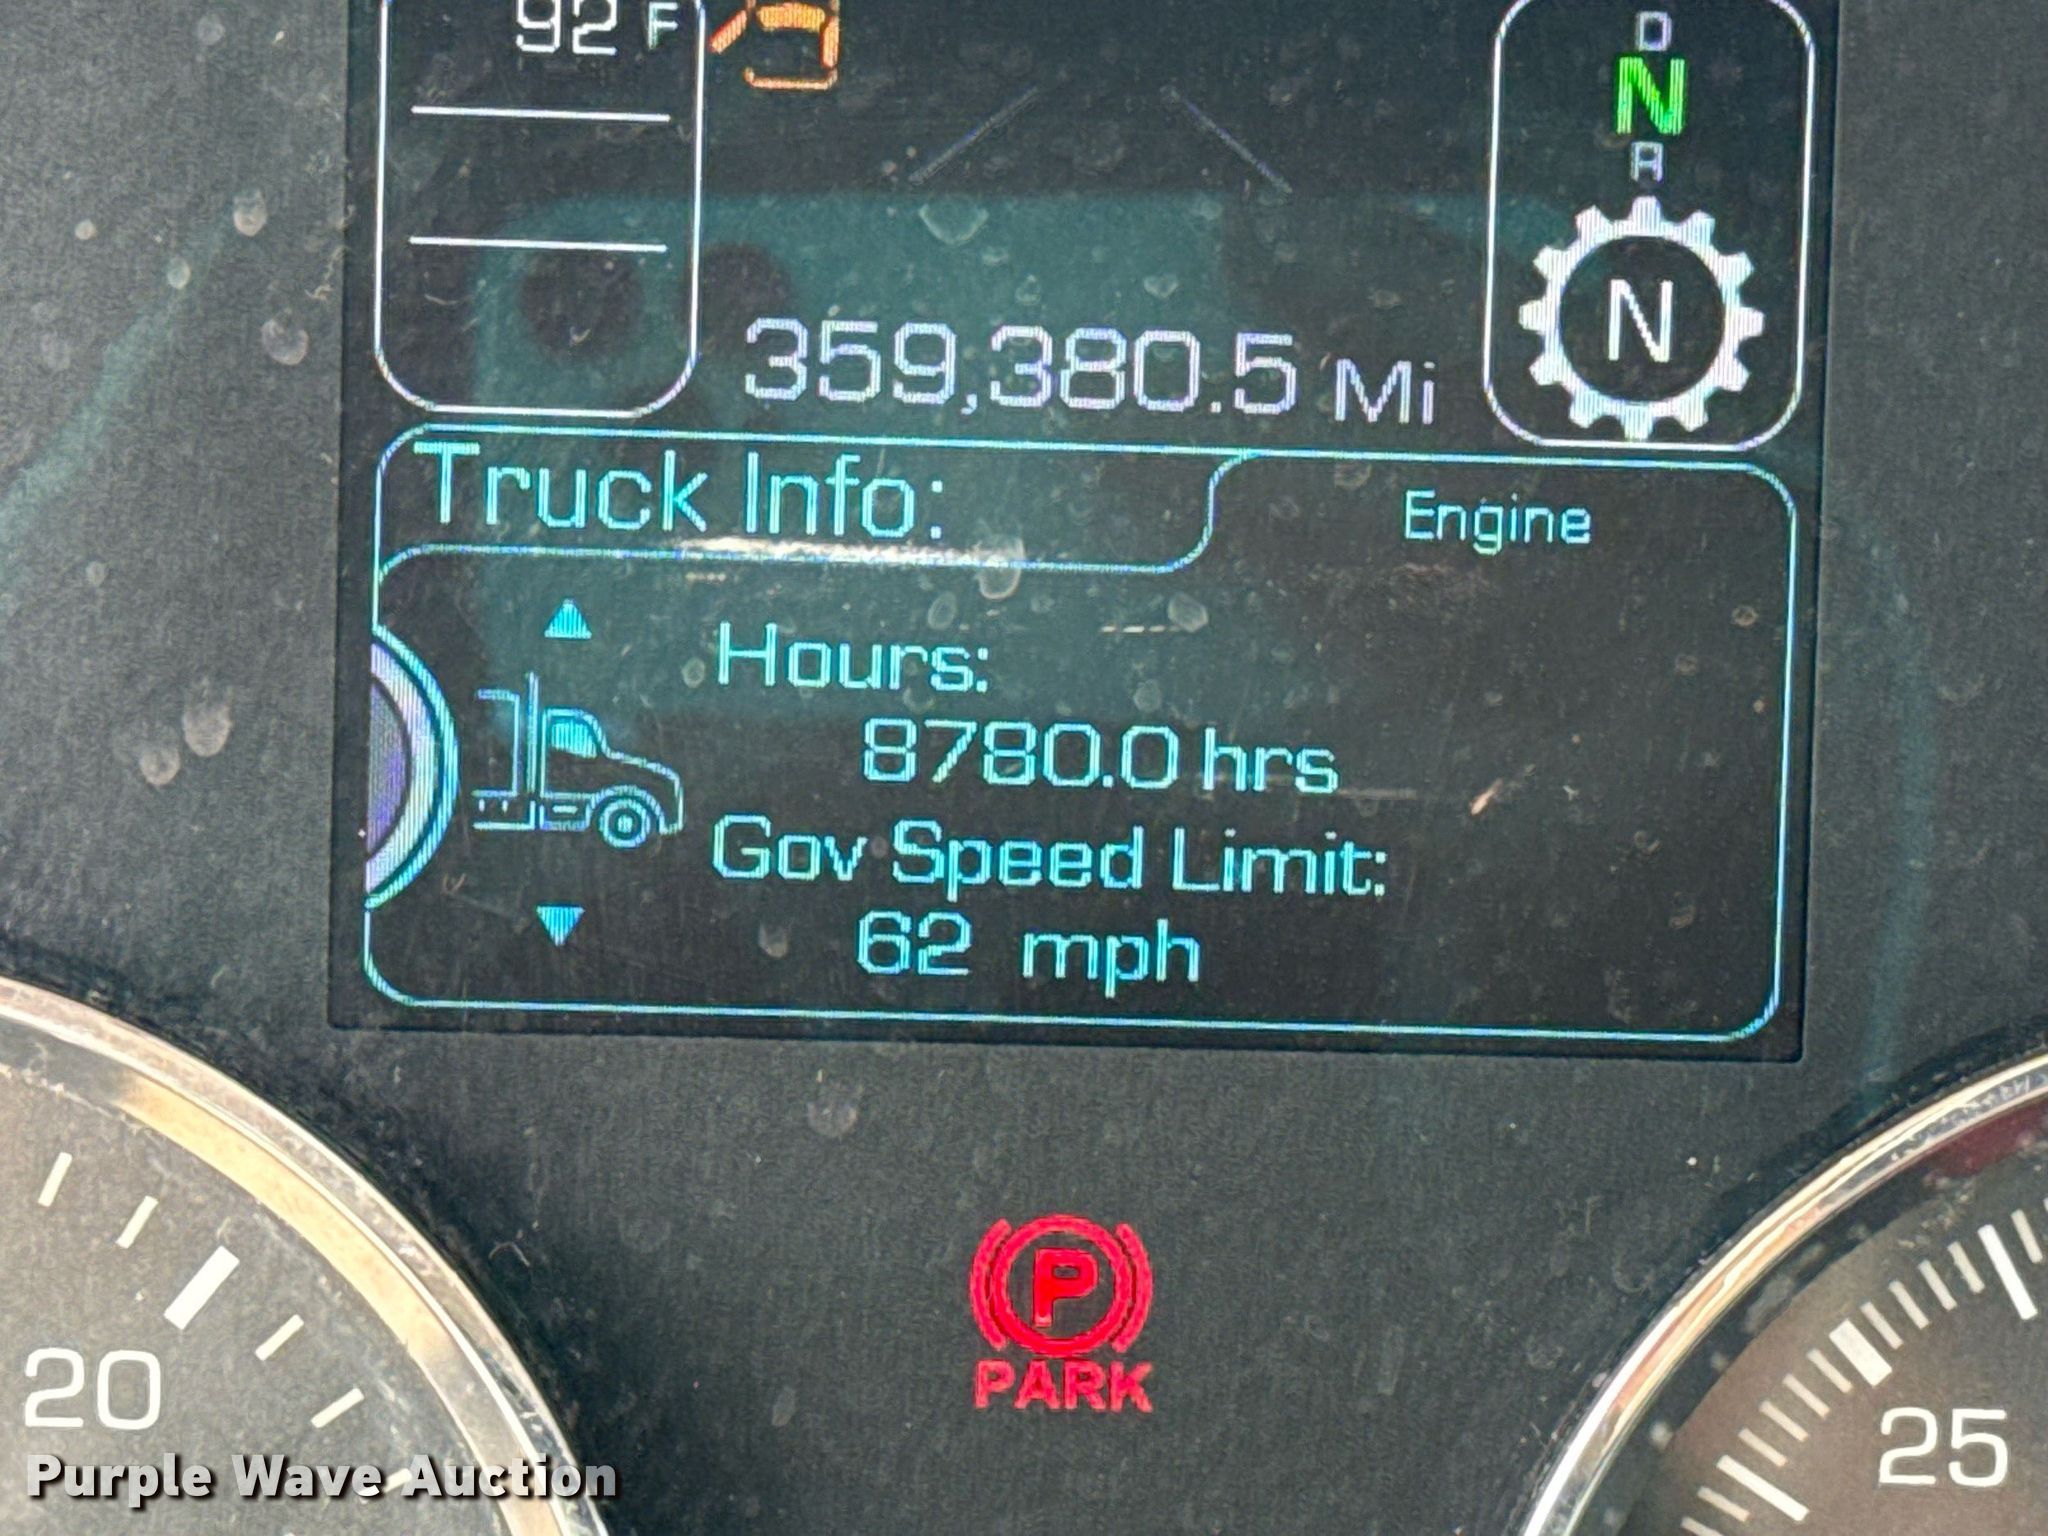 92 F
D
N
A
N
359,380.5 Mi
Truck Info:
Engine
Hours:
8780.0 hrs
Gov Speed Limit:
62 mph
P
PARK
20
25
Purple Wave Auction